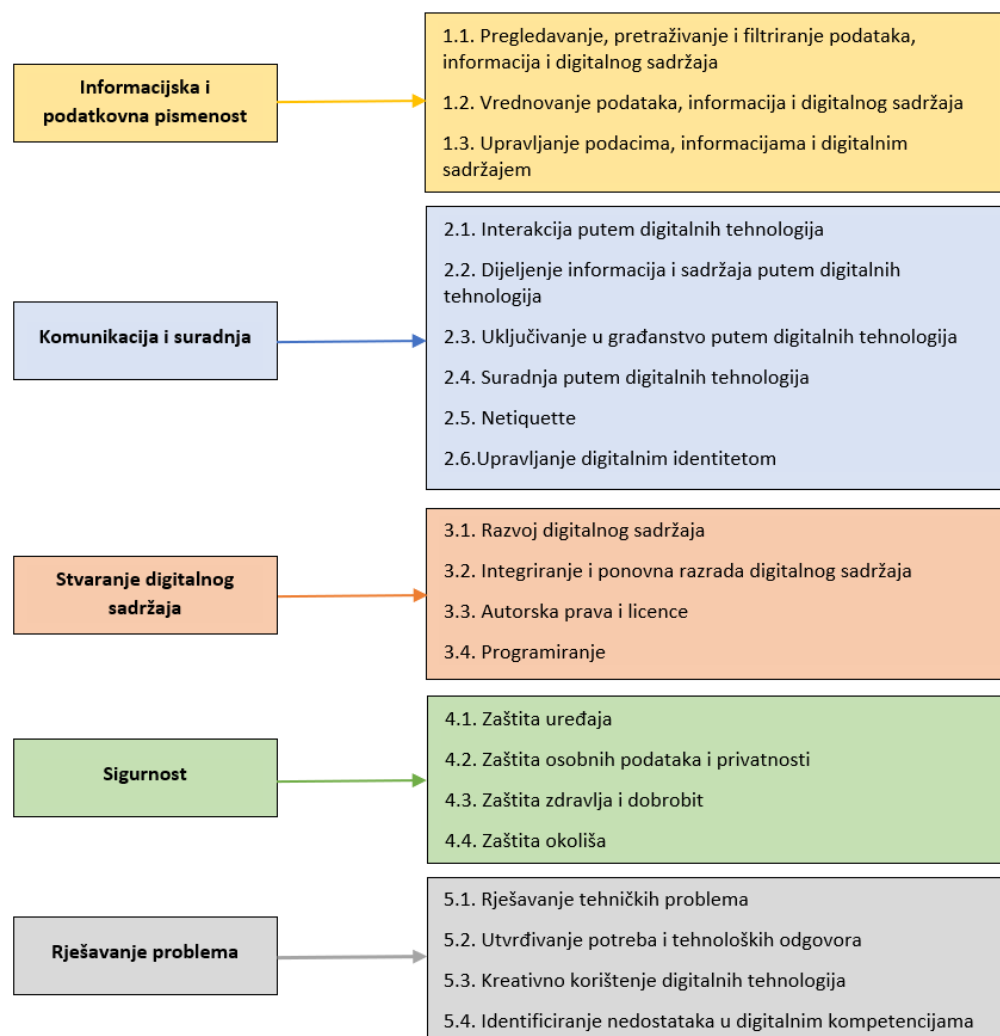 Informacijska i
podatkovna pismenost
1.1. Pregledavanje, pretraživanje i filtriranje podataka,
informacija i digitalnog sadržaja
1.2. Vrednovanje podataka, informacija i digitalnog sadržaja
1.3. Upravljanje podacima, informacijama i digitalnim
sadržajem
Komunikacija i suradnja
2.1. Interakcija putem digitalnih tehnologija
2.2. Dijeljenje informacija i sadržaja putem digitalnih
tehnologija
2.3. Uključivanje u građanstvo putem digitalnih tehnologija
2.4. Suradnja putem digitalnih tehnologija
2.5. Netiquette
2.6.Upravljanje digitalnim identitetom
Stvaranje digitalnog
sadržaja
3.1. Razvoj digitalnog sadržaja
3.2. Integriranje i ponovna razrada digitalnog sadržaja
3.3. Autorska prava i licence
3.4. Programiranje
Sigurnost
4.1. Zaštita uređaja
4.2. Zaštita osobnih podataka i privatnosti
4.3. Zaštita zdravlja i dobrobit
4.4. Zaštita okoliša
Rješavanje problema
5.1. Rješavanje tehničkih problema
5.2. Utvrđivanje potreba i tehnoloških odgovora
5.3. Kreativno korištenje digitalnih tehnologija
5.4. Identificiranje nedostataka u digitalnim kompetencijama